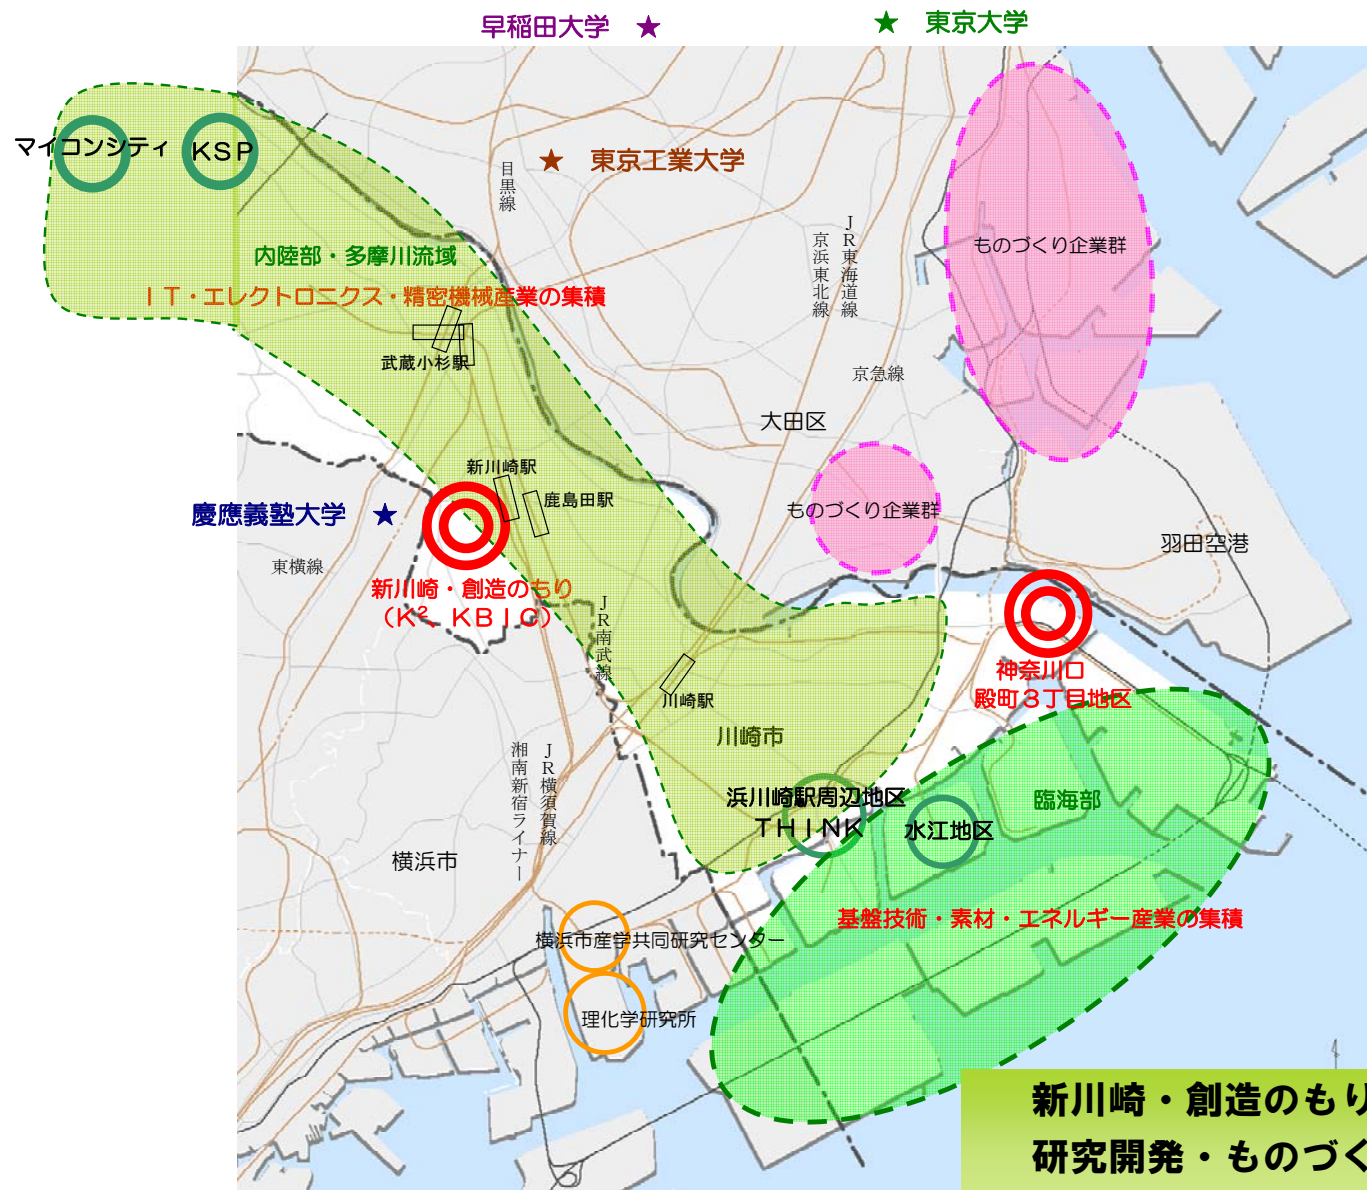 早稲田大学 ★
★ 東京大学
マイコンシティ
KSP
★ 東京工業大学
目黒線
内陸部・多摩川流域
IT・エレクトロニクス・精密機械産業の集積
京浜東北線
JR東海道線
ものづくり企業群
武蔵小杉駅
京急線
大田区
新川崎駅
鹿島田駅
慶應義塾大学 ★
ものづくり企業群
羽田空港
東横線
新川崎・創造のもり
(K²、KBIC)
JR南武線
神奈川口
殿町3丁目地区
川崎駅
川崎市
湘南新宿ライナー
JR横須賀線
浜川崎駅周辺地区
THINK
水江地区
臨海部
横浜市
基盤技術・素材・エネルギー産業の集積
横浜市産学共同研究センター
理化学研究所
新川崎・創造のもり
研究開発・ものづく